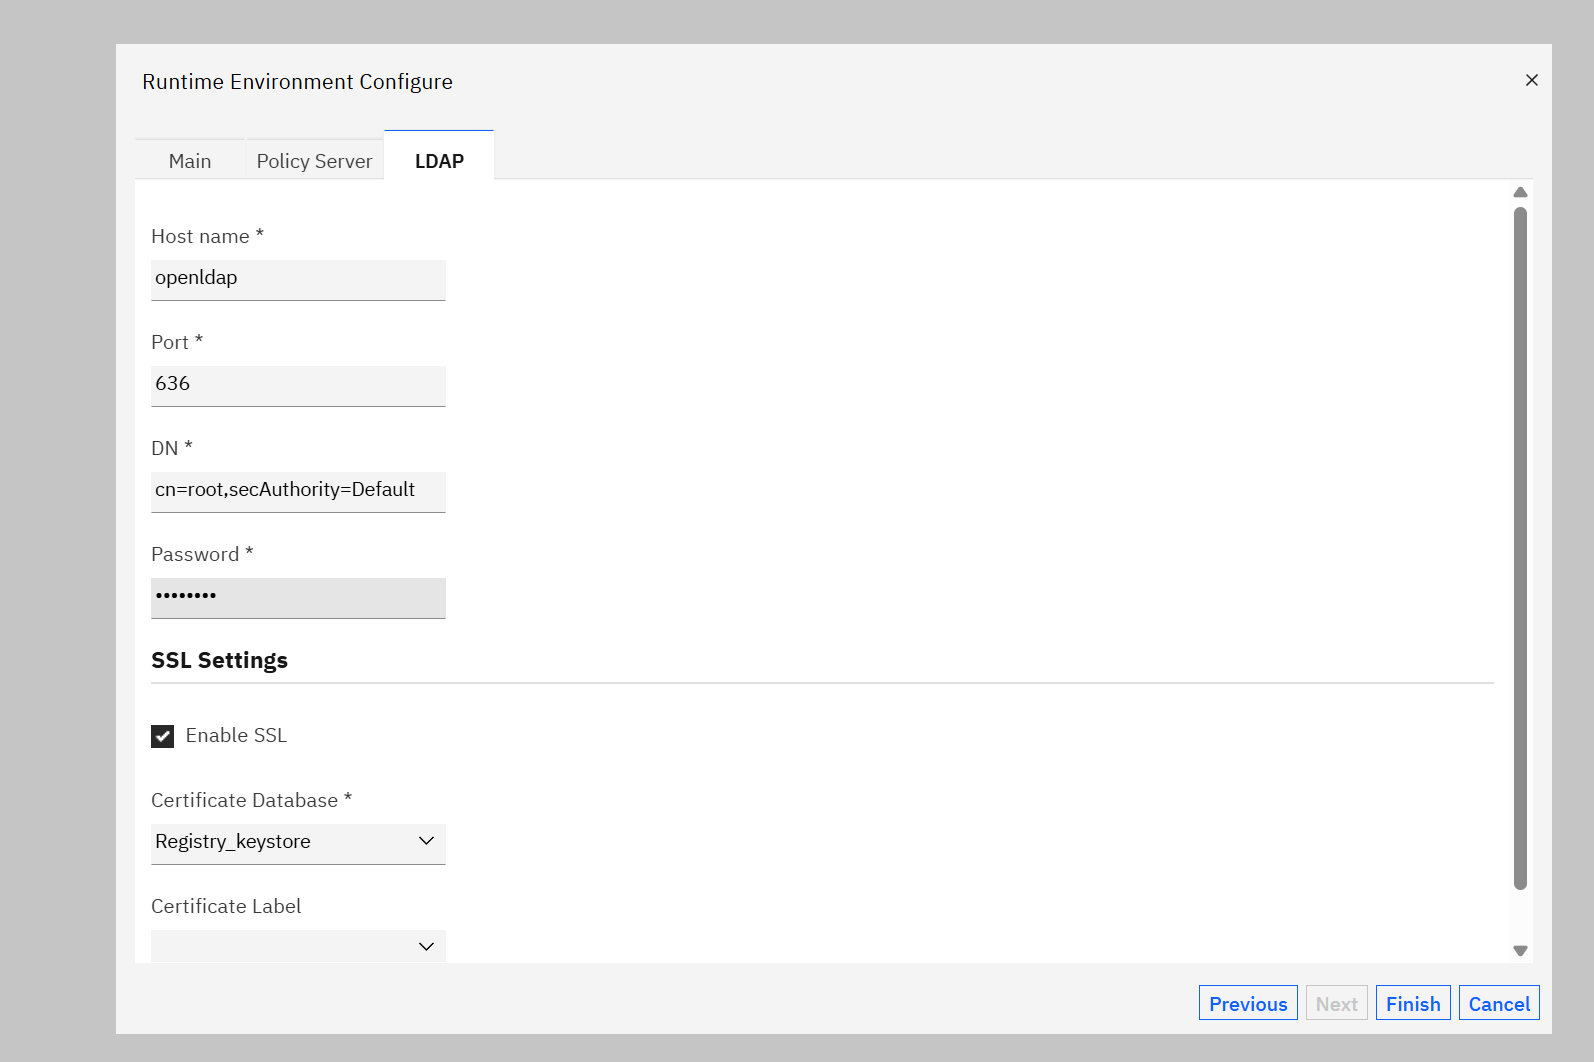 Runtime Environment Configure
Main Policy Server LDAP
Host name *
openldap
Port *
636
DN *
cn=root,secAuthority=Default
Password *
••••••••
SSL Settings
Enable SSL
Certificate Database *
Registry_keystore
Certificate Label
Previous Next Finish Cancel